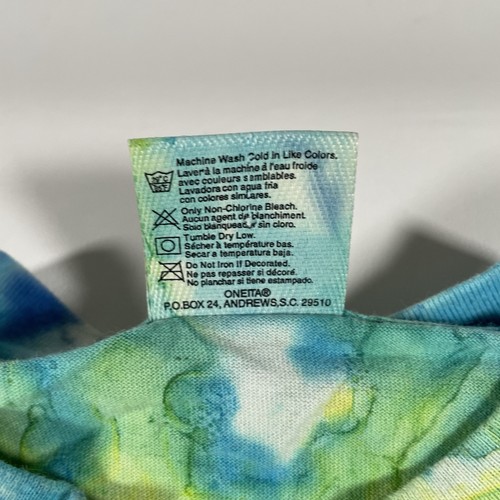 Machine Wash Cold in Like Colors.
Laver à la machine à l'eau froide
avec couleurs semblables.
Lavadora con agua fria
con colores similares.
Only Non-Chlorine Bleach.
Aucun agent de blanchiment.
Solo blanqueador sin cloro.
Tumble Dry Low.
Sécher à température bas.
Secar a temperatura bajo.
Do Not Iron if Decorated.
Ne pas repasser si décoré.
No planchar si tiene estampado.
ONEITA®
P.O.BOX 24, ANDREWS,S.C. 29510